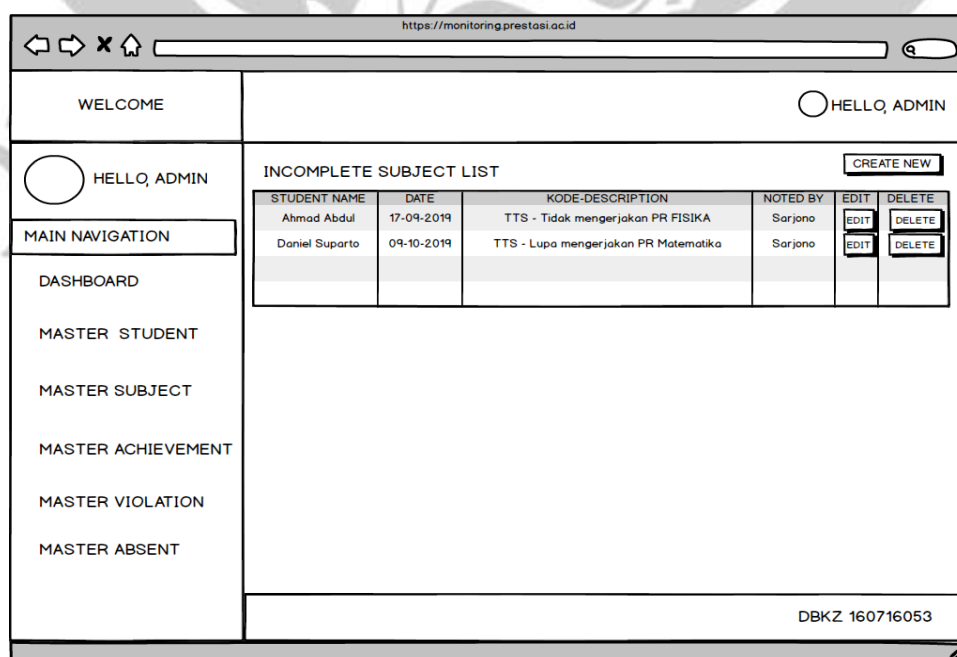 https://monitoring.prestasi.ac.id
WELCOME
HELLO, ADMIN
HELLO, ADMIN
MAIN NAVIGATION
DASHBOARD
MASTER STUDENT
MASTER SUBJECT
MASTER ACHIEVEMENT
MASTER VIOLATION
MASTER ABSENT
INCOMPLETE SUBJECT LIST
CREATE NEW
STUDENT NAME DATE KODE-DESCRIPTION NOTED BY EDIT DELETE
Ahmad Abdul 17-09-2019 TTS - Tidak mengerjakan PR FISIKA Sarjono EDIT DELETE
Daniel Suparto 09-10-2019 TTS - Lupa mengerjakan PR Matematika Sarjono EDIT DELETE
DBKZ 160716053